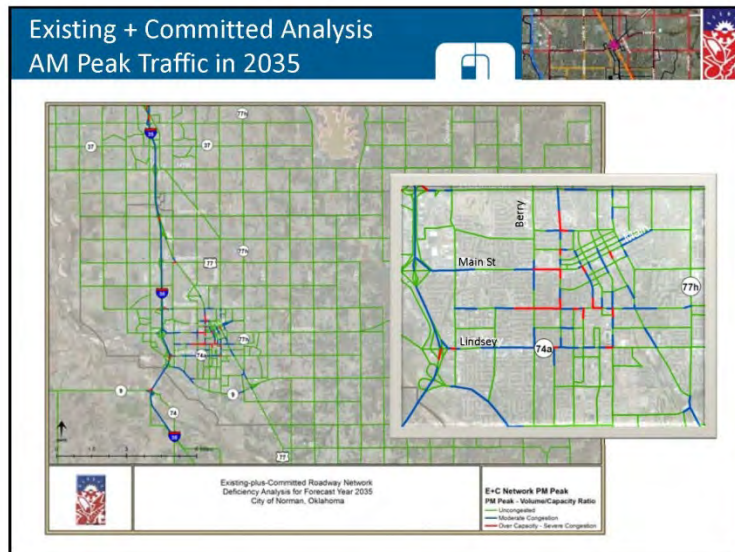 Existing + Committed Analysis
AM Peak Traffic in 2035
35
77h
37
37
77h
77
35
77h
74a
9
9
74
35
77
Berry
Main St
77h
Lindsey
74a
Existing-plus-Committed Roadway Network
Deficiency Analysis for Forecast Year 2035
City of Norman, Oklahoma
E+C Network PM Peak
PM Peak - Volume/Capacity Ratio
Uncongested
Moderate Congestion
Over Capacity - Severe Congestion